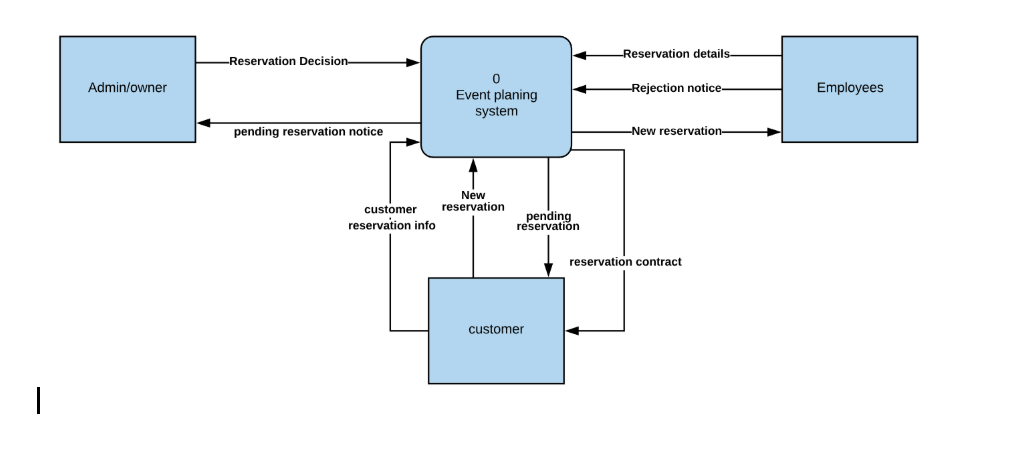 Admin/owner
Reservation Decision
pending reservation notice
0
Event planing
system
Reservation details
Rejection notice
New reservation
Employees
customer
reservation info
New
reservation
pending
reservation
reservation contract
customer